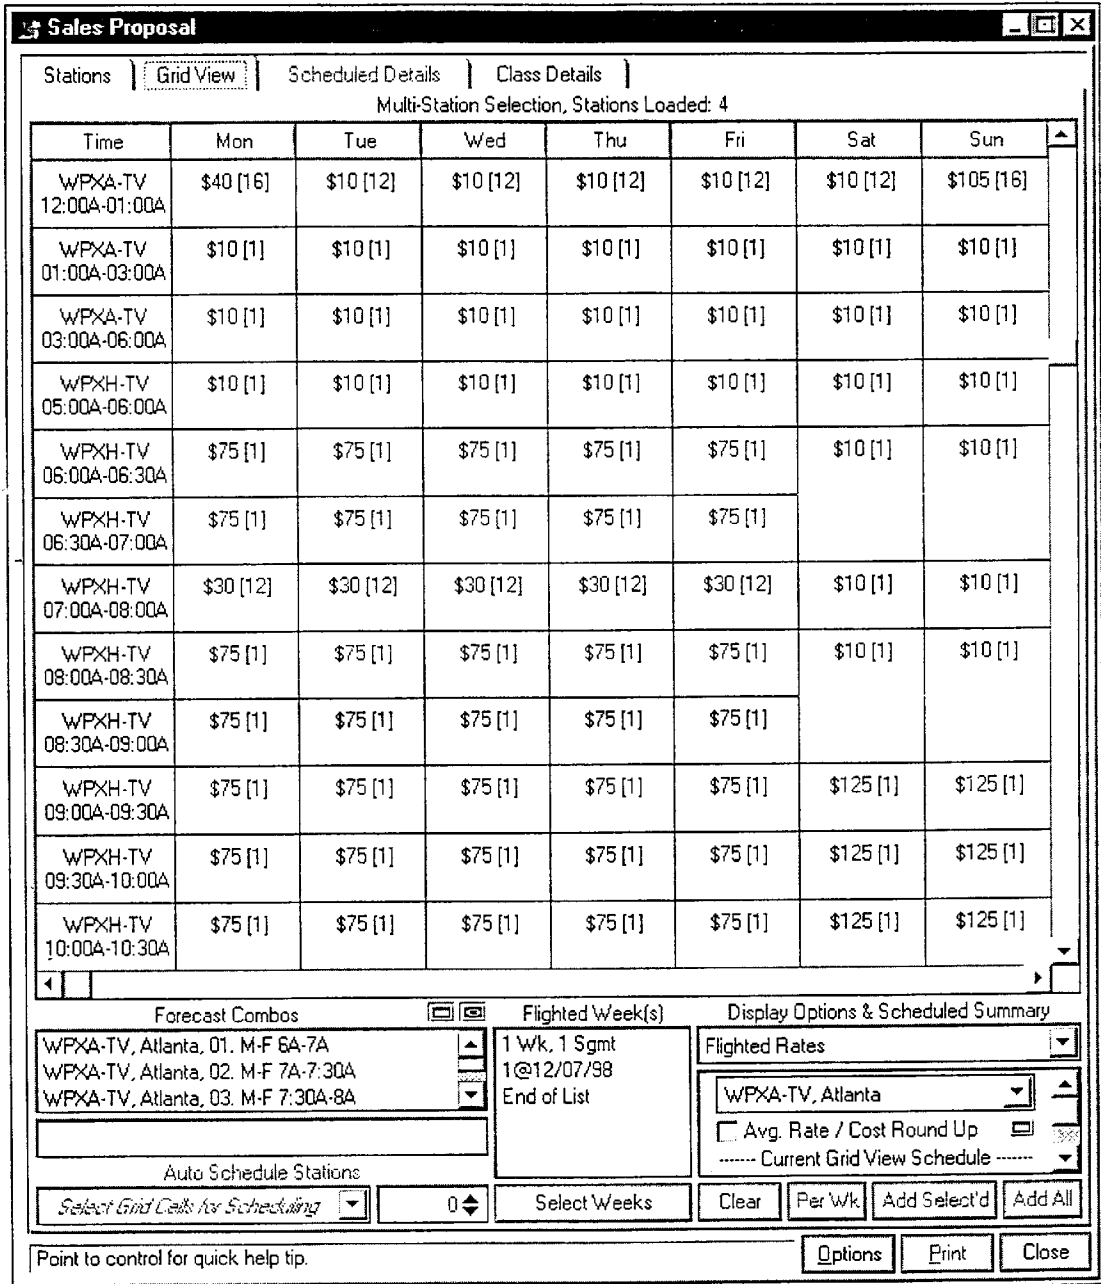 Sales Proposal
Stations Grid View Scheduled Details Class Details
Multi-Station Selection, Stations Loaded: 4
Time Mon Tue Wed Thu Fri Sat Sun
WPXA-TV $40 [16] $10 [12] $10 [12] $10 [12] $10 [12] $10 [12] $105 [16]
12:00A-01:00A
WPXA-TV $10 [1] $10 [1] $10 [1] $10 [1] $10 [1] $10 [1] $10 [1]
01:00A-03:00A
WPXA-TV $10 [1] $10 [1] $10 [1] $10 [1] $10 [1] $10 [1] $10 [1]
03:00A-06:00A
WPXH-TV $10 [1] $10 [1] $10 [1] $10 [1] $10 [1] $10 [1] $10 [1]
05:00A-06:00A
WPXH-TV $75 [1] $75 [1] $75 [1] $75 [1] $75 [1] $10 [1] $10 [1]
06:00A-06:30A
WPXH-TV $75 [1] $75 [1] $75 [1] $75 [1] $75 [1]
06:30A-07:00A
WPXH-TV $30 [12] $30 [12] $30 [12] $30 [12] $30 [12] $10 [1] $10 [1]
07:00A-08:00A
WPXH-TV $75 [1] $75 [1] $75 [1] $75 [1] $75 [1] $10 [1] $10 [1]
08:00A-08:30A
WPXH-TV $75 [1] $75 [1] $75 [1] $75 [1] $75 [1]
08:30A-09:00A
WPXH-TV $75 [1] $75 [1] $75 [1] $75 [1] $75 [1] $125 [1] $125 [1]
09:00A-09:30A
WPXH-TV $75 [1] $75 [1] $75 [1] $75 [1] $75 [1] $125 [1] $125 [1]
09:30A-10:00A
WPXH-TV $75 [1] $75 [1] $75 [1] $75 [1] $75 [1] $125 [1] $125 [1]
10:00A-10:30A
Forecast Combos
WPXA-TV, Atlanta, 01. M-F 6A-7A
WPXA-TV, Atlanta, 02. M-F 7A-7:30A
WPXA-TV, Atlanta, 03. M-F 7:30A-8A
Auto Schedule Stations
Select Grid Cells for Scheduling 0
Flighted Week(s)
1 Wk, 1 Sgmt
1@12/07/98
End of List
Select Weeks
Display Options & Scheduled Summary
Flighted Rates
WPXA-TV, Atlanta
Avg. Rate / Cost Round Up
------ Current Grid View Schedule ------
Clear Per Wk Add Select'd Add All
Point to control for quick help tip. Options Print Close